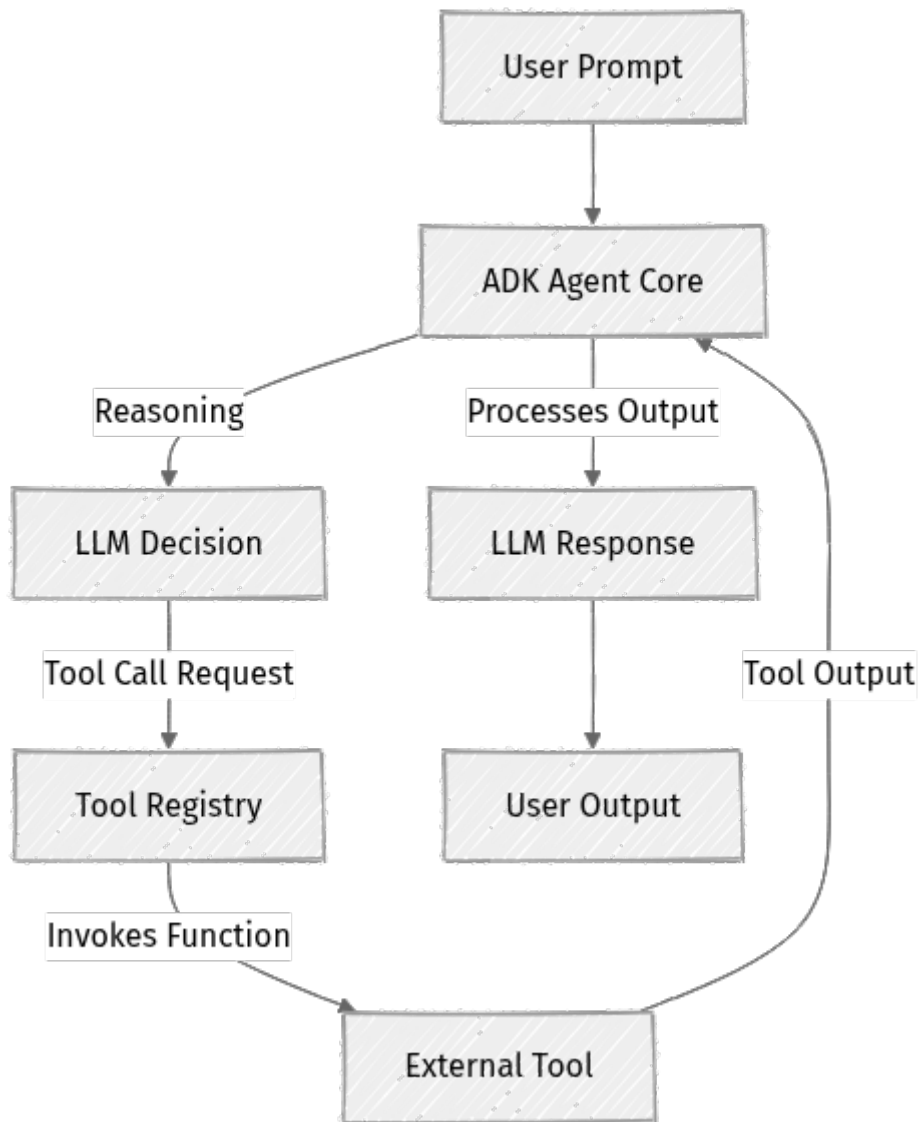 User Prompt
ADK Agent Core
Reasoning
Processes Output
LLM Decision
LLM Response
Tool Call Request
Tool Output
Tool Registry
User Output
Invokes Function
External Tool